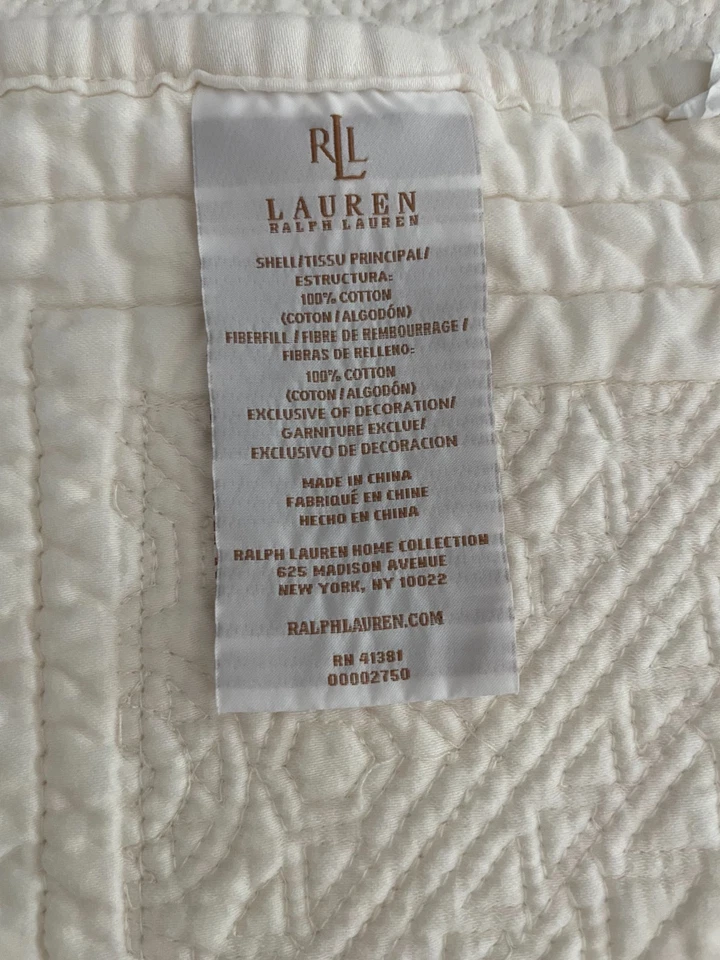 RLL
LAUREN
RALPH LAUREN
SHELL/TISSU PRINCIPAL/
ESTRUCTURA:
100% COTTON
(COTON / ALGODÓN)
FIBERFILL / FIBRE DE REMBOURRAGE /
FIBRAS DE RELLENO:
100% COTTON
(COTON / ALGODÓN)
EXCLUSIVE OF DECORATION/
GARNITURE EXCLUE/
EXCLUSIVO DE DECORACION
MADE IN CHINA
FABRIQUÉ EN CHINE
HECHO EN CHINA
RALPH LAUREN HOME COLLECTION
625 MADISON AVENUE
NEW YORK, NY 10022
RALPHLAUREN.COM
RN 41381
00002750